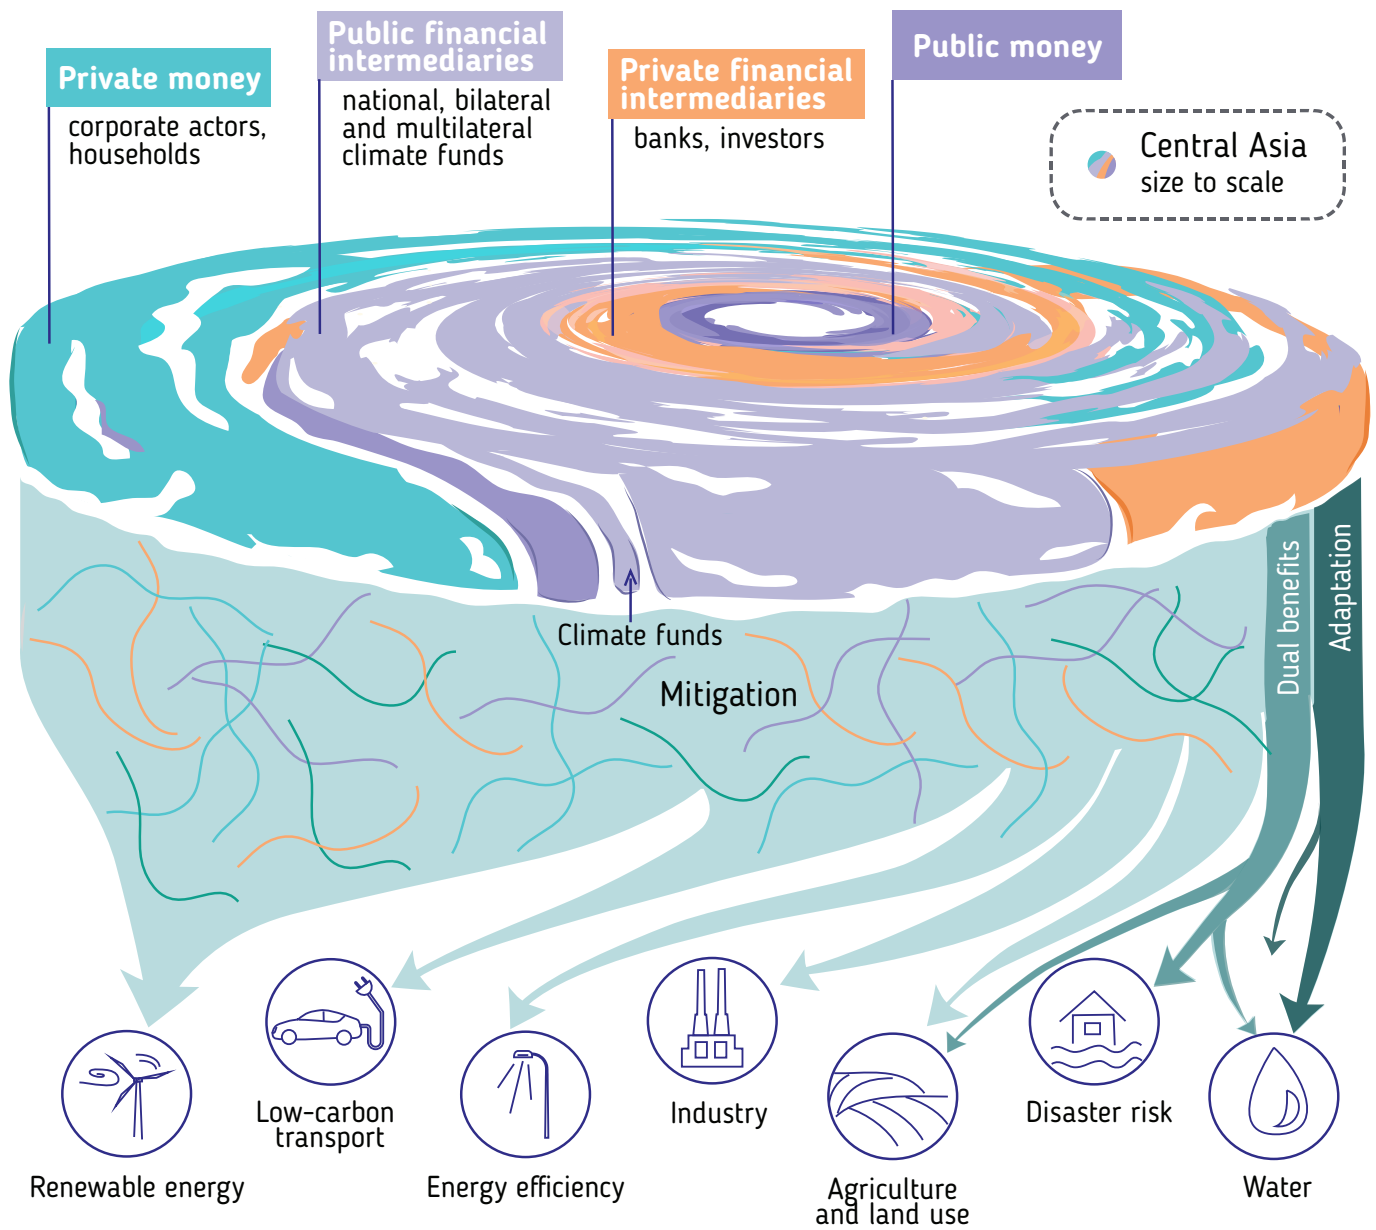 Private money
corporate actors,
households
Public financial
intermediaries
national, bilateral
and multilateral
climate funds
Private financial
intermediaries
banks, investors
Public money
Central Asia
size to scale
Climate funds
Mitigation
Dual benefits
Adaptation
Renewable energy
Low-carbon
transport
Energy efficiency
Industry
Agriculture
and land use
Disaster risk
Water